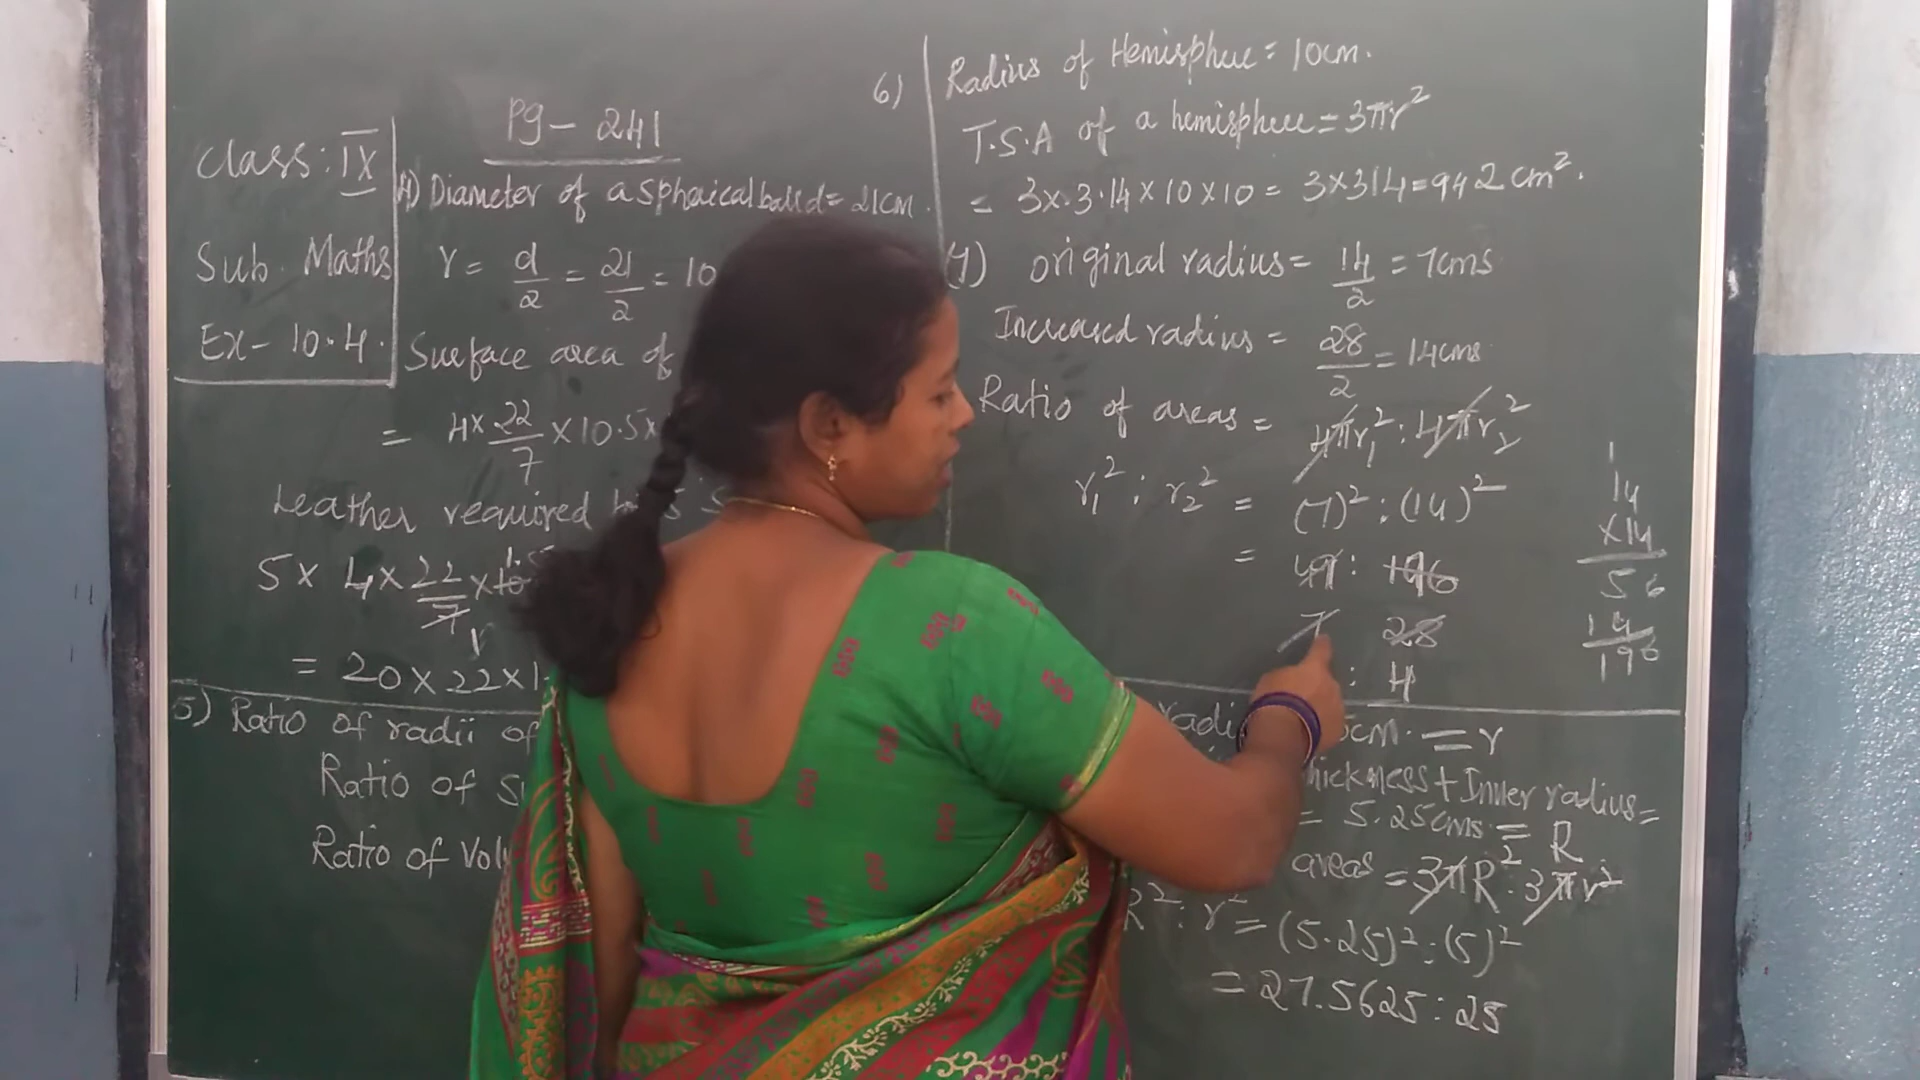 Class: IX
Sub. Maths
Ex- 10.4.
Pg- 241
4) Diameter of a spherical ball d= 21cm.
r = d/2 = 21/2 = 10
Surface area of
= 4 × 22/7 × 10.5 ×
Leather required
5 × 4 × 22/7 ×
= 20 × 22 × 1.
5) Ratio of radii of
Ratio of
Ratio of
6) Radius of Hemisphere = 10cm.
T.S.A of a hemisphere = 3πr²
= 3 × 3.14 × 10 × 10 = 3 × 314 = 942 cm².
7) original radius = 14/2 = 7cms
Increased radius = 28/2 = 14cms
Ratio of areas = 4πr₁² : 4πr₂²
r₁² : r₂² = (7)² : (14)²
= 49 : 196
7 28
: 4
1
14
×14
56
14
196
cm. = r
thickness + Inner radius =
= 5.25cms = R
areas = 3πR² : 3πr²
R² : r² = (5.25)² : (5)²
= 27.5625 : 25